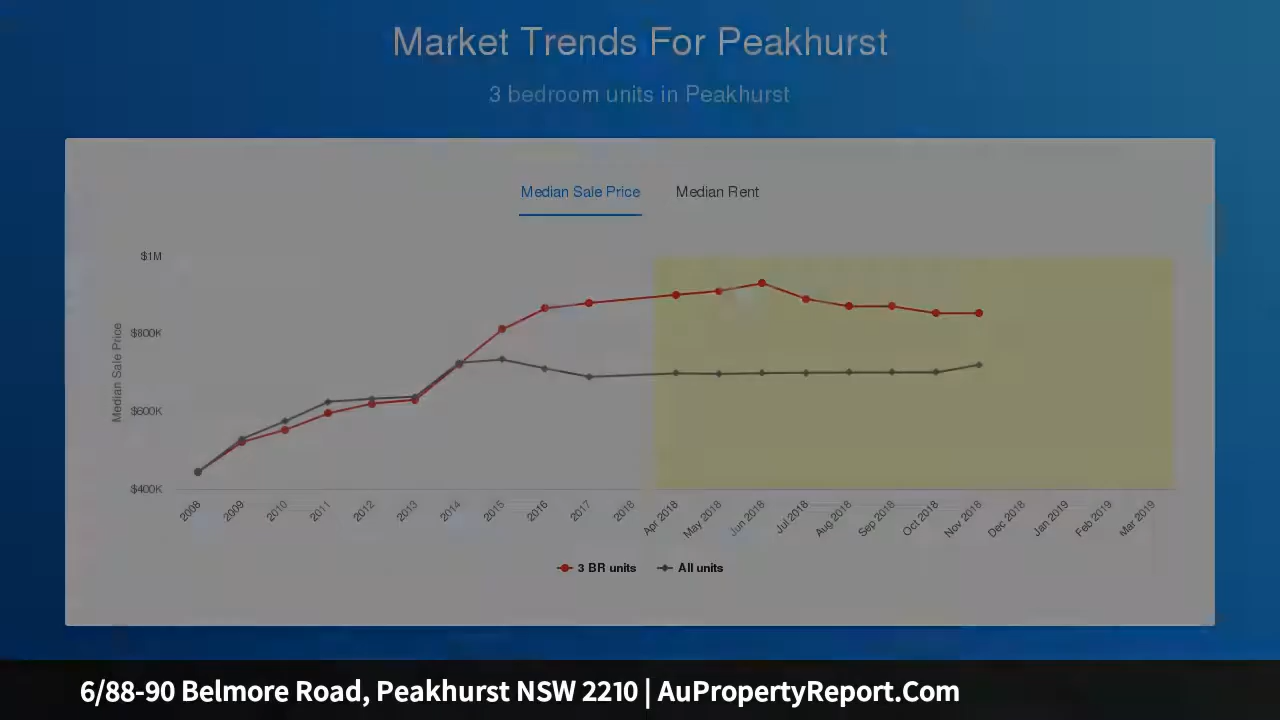 Market Trends For Peakhurst
3 bedroom units in Peakhurst
Median Sale Price Median Rent
$1M
$800K
$600K
$400K
Median Sale Price
2008 2009 2010 2011 2012 2013 2014 2015 2016 2017 2018 Apr 2018 May 2018 Jun 2018 Jul 2018 Aug 2018 Sep 2018 Oct 2018 Nov 2018 Dec 2018 Jan 2019 Feb 2019 Mar 2019
3 BR units All units
6/88-90 Belmore Road, Peakhurst NSW 2210 | AuPropertyReport.Com